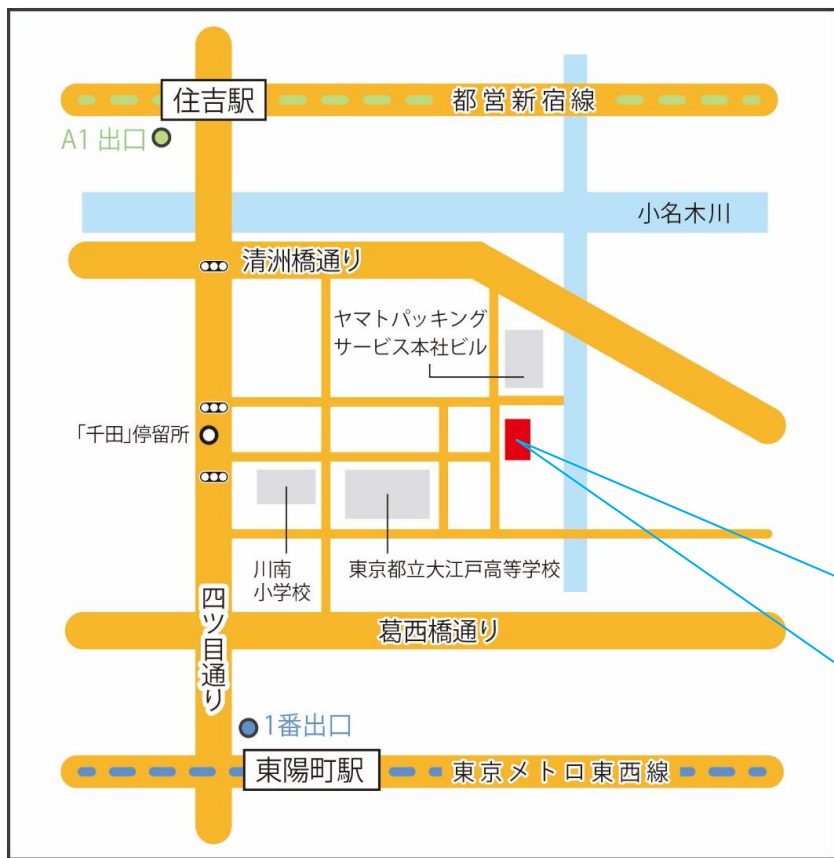 住吉駅
都営新宿線
A1 出口
小名木川
清洲橋通り
ヤマトパッキング
サービス本社ビル
「千田」停留所
川南
小学校
東京都立大江戸高等学校
四ツ目通り
葛西橋通り
1番出口
東陽町駅
東京メトロ東西線